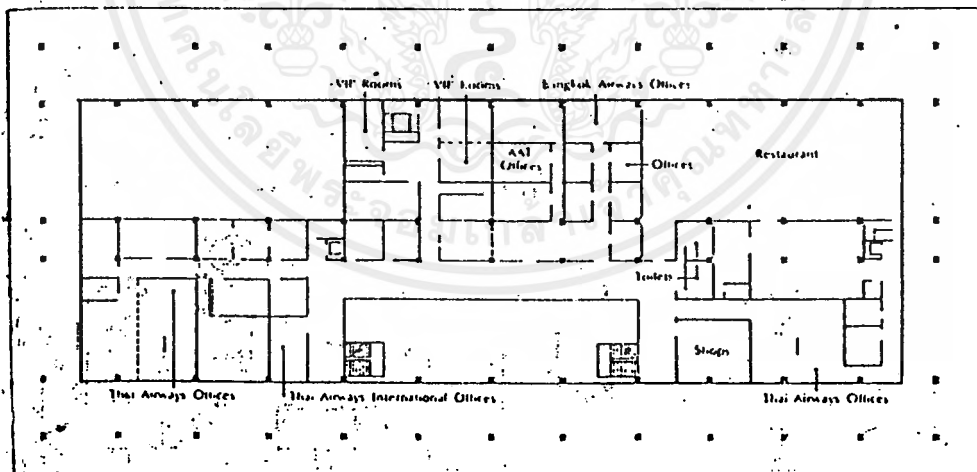 VIP Rooms
VIP Rooms
Bangkok Airways Offices
AAT
Offices
Offices
Restaurant
Toilets
Shops
Thai Airways Offices
Thai Airways International Offices
Thai Airways Offices